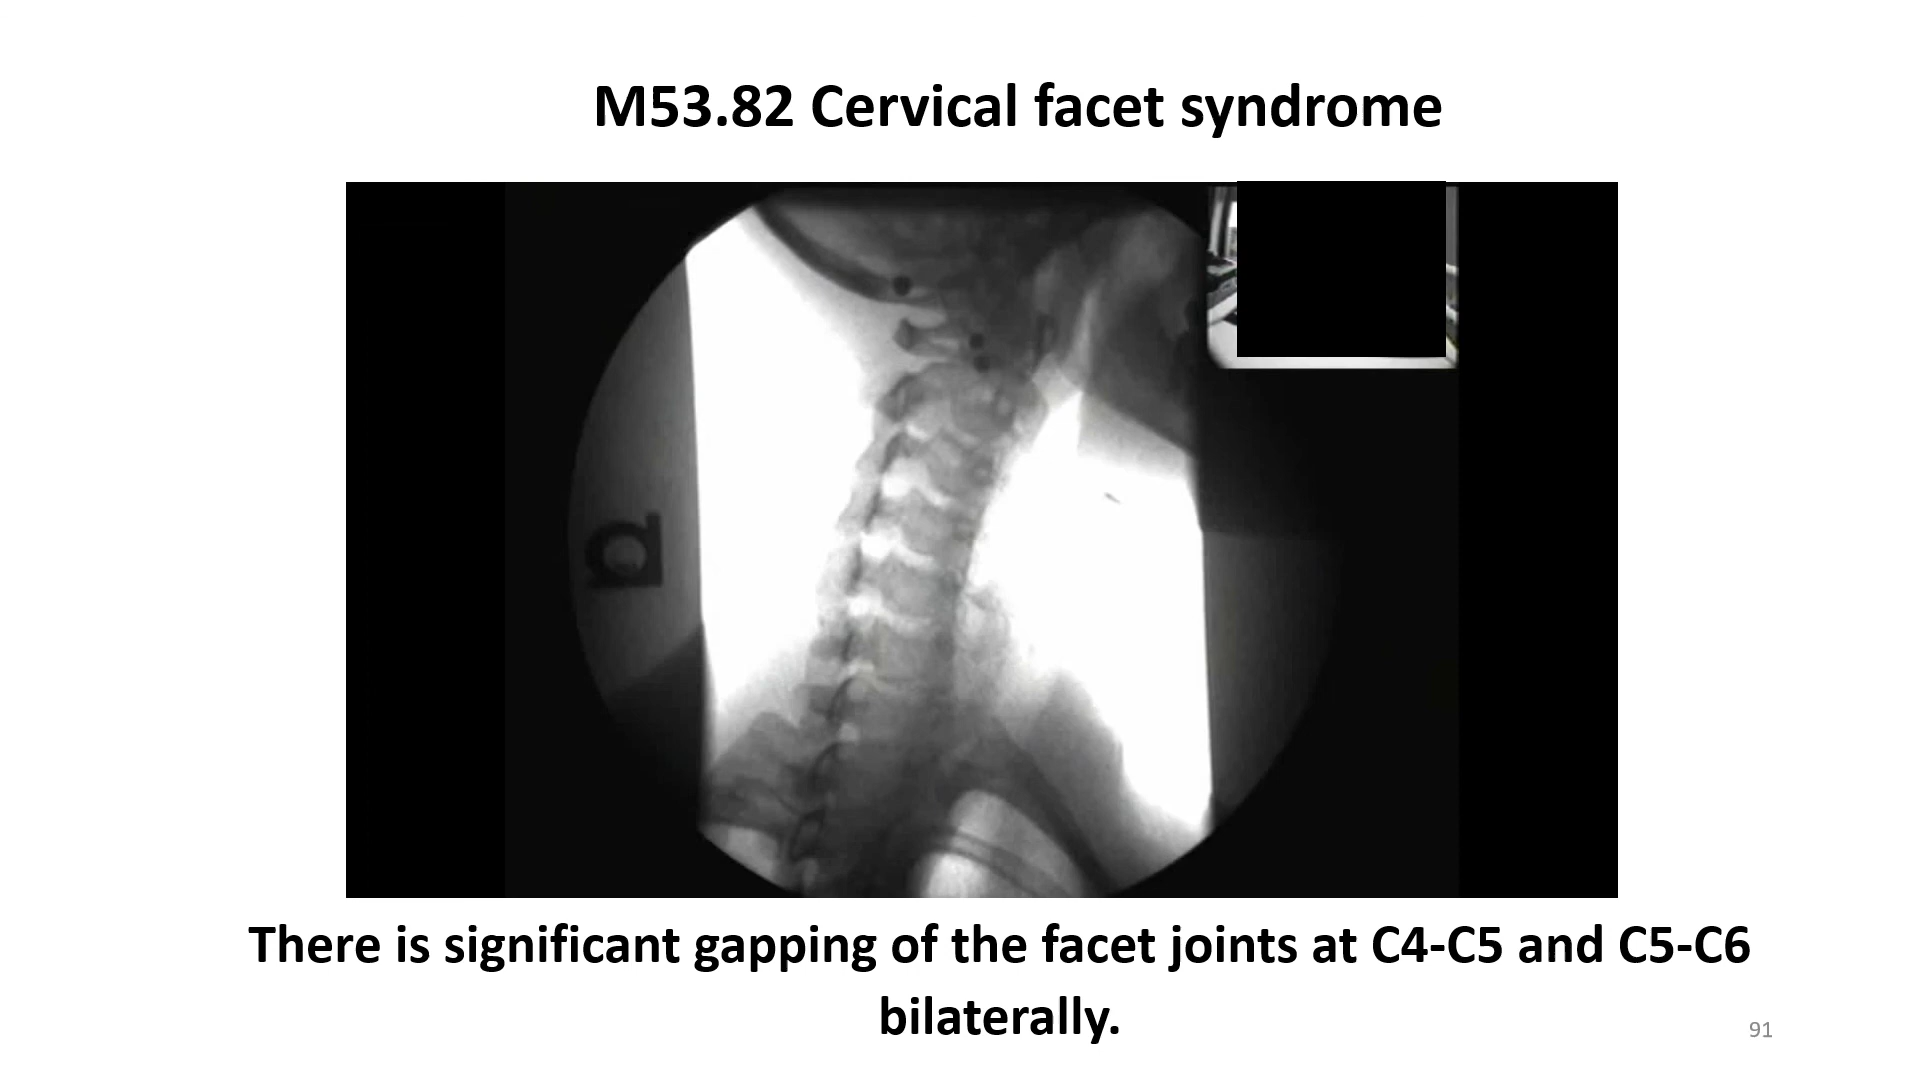 M53.82 Cervical facet syndrome
There is significant gapping of the facet joints at C4-C5 and C5-C6
bilaterally.
91